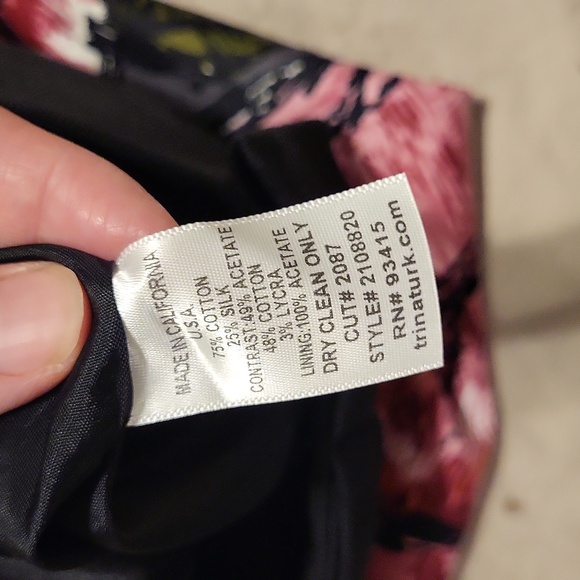 MADE IN CALIFORNIA
U.S.A.
75% COTTON
25% SILK
CONTRAST:49% ACETATE
48% COTTON
3% LYCRA
LINING:100% ACETATE
DRY CLEAN ONLY
CUT# 2087
STYLE# 2108820
RN# 93415
trinaturk.com